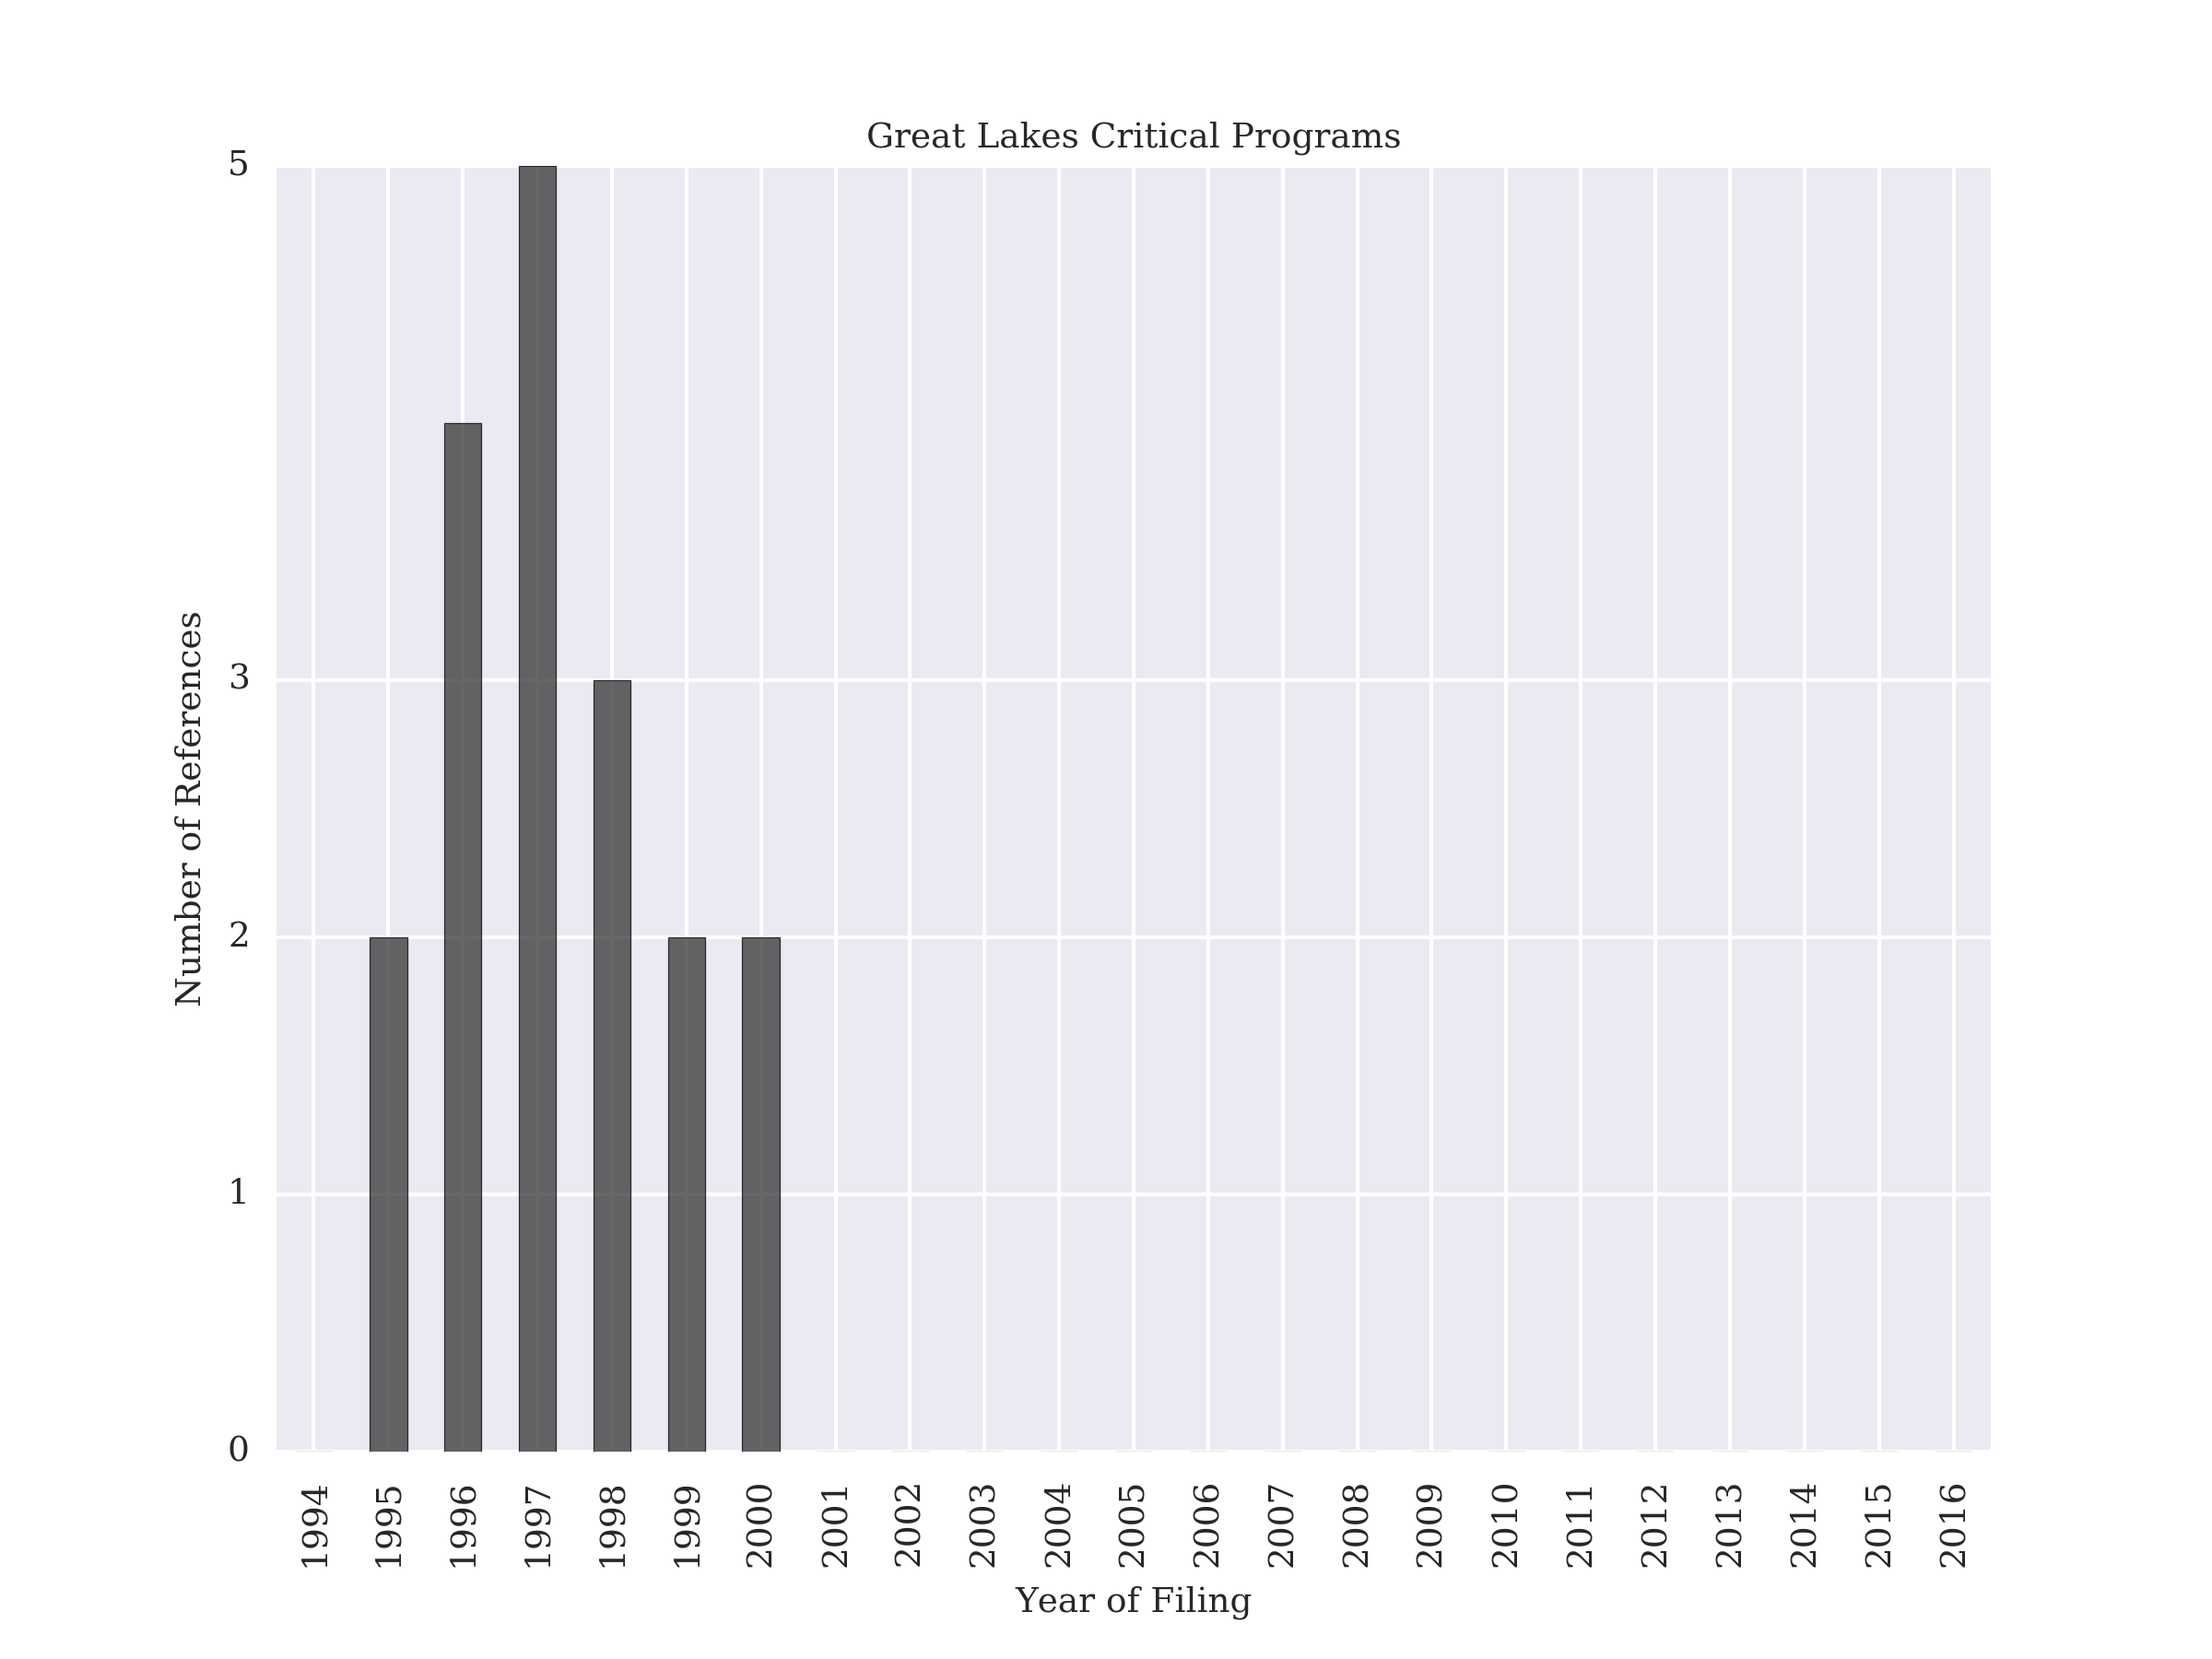 Great Lakes Critical Programs
5
3
2
1
0
Number of References
1994 1995 1996 1997 1998 1999 2000 2001 2002 2003 2004 2005 2006 2007 2008 2009 2010 2011 2012 2013 2014 2015 2016
Year of Filing